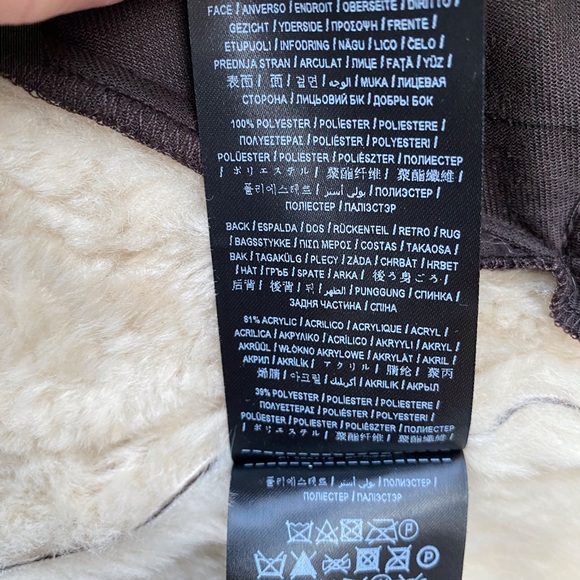 FACE / ANVERSO / ENDROIT / OBERSEITE / DIRITTO /
GEZICHT / YDERSIDE / ΠΡΟΣΟΨΗ / FRENTE /
ETUPUOLI / INFODRING / NÄGU / LICO / ČELO /
PREDNJA STRAN / ARCULAT / ЛИЦЕ / FAȚĂ / YÜZ /
表面 / 面 / 겉면 / الوجه / MUKA / ЛИЦЕВАЯ
СТОРОНА / ЛИЦЬОВИЙ БІК / ДОБРЫ БОК
100% POLYESTER / POLIÉSTER / POLIESTERE /
ΠΟΛΥΕΣΤΕΡΑΣ / POLIÉSTER / POLYESTERI /
POLÜESTER / POLIESTER / POLIÉSZTER / ПОЛИЕСТЕР
/ ポリエステル / 聚酯纤维 / 聚酯纖維 /
폴리에스테르 / بولي أستر / ПОЛИЭСТЕР /
ПОЛІЕСТЕР / ПАЛІЭСТЭР
BACK / ESPALDA / DOS / RÜCKENTEIL / RETRO / RUG
/ BAGSSTYKKE / ΠΙΣΩ ΜΕΡΟΣ / COSTAS / TAKAOSA /
BAK / TAGAKÜLG / PLECY / ZÁDA / CHRBÁT / HRBET
/ HÁT / ГРЪБ / SPATE / ARKA / 後ろ身ごろ /
后背 / 後背 / 뒤 / الظهر / PUNGGUNG / СПИНКА /
ЗАДНЯ ЧАСТИНА / СПІНА
61% ACRYLIC / ACRÍLICO / ACRYLIQUE / ACRYL /
ACRILICA / ΑΚΡΥΛΙΚΟ / ACRÍLICO / AKRYYLI / AKRYL /
AKRÜÜL / WŁÓKNO AKRYLOWE / AKRYLÁT / AKRIL /
АКРИЛ / AKRİLİK / アクリル / 腈纶 / 聚丙
烯腈 / 아크릴 / أكريليك / AKRILIK / АКРЫЛ
39% POLYESTER / POLIÉSTER / POLIESTERE /
ΠΟΛΥΕΣΤΕΡΑΣ / POLIÉSTER / POLYESTERI /
POLÜESTER / POLIESTER / POLIÉSZTER / ПОЛИЕСТЕР
/ ポリエステル / 聚酯纤维 / 聚酯纖維 /
폴리에스테르 / بولي أستر / ПОЛИЭСТЕР /
ПОЛІЕСТЕР / ПАЛІЭСТЭР